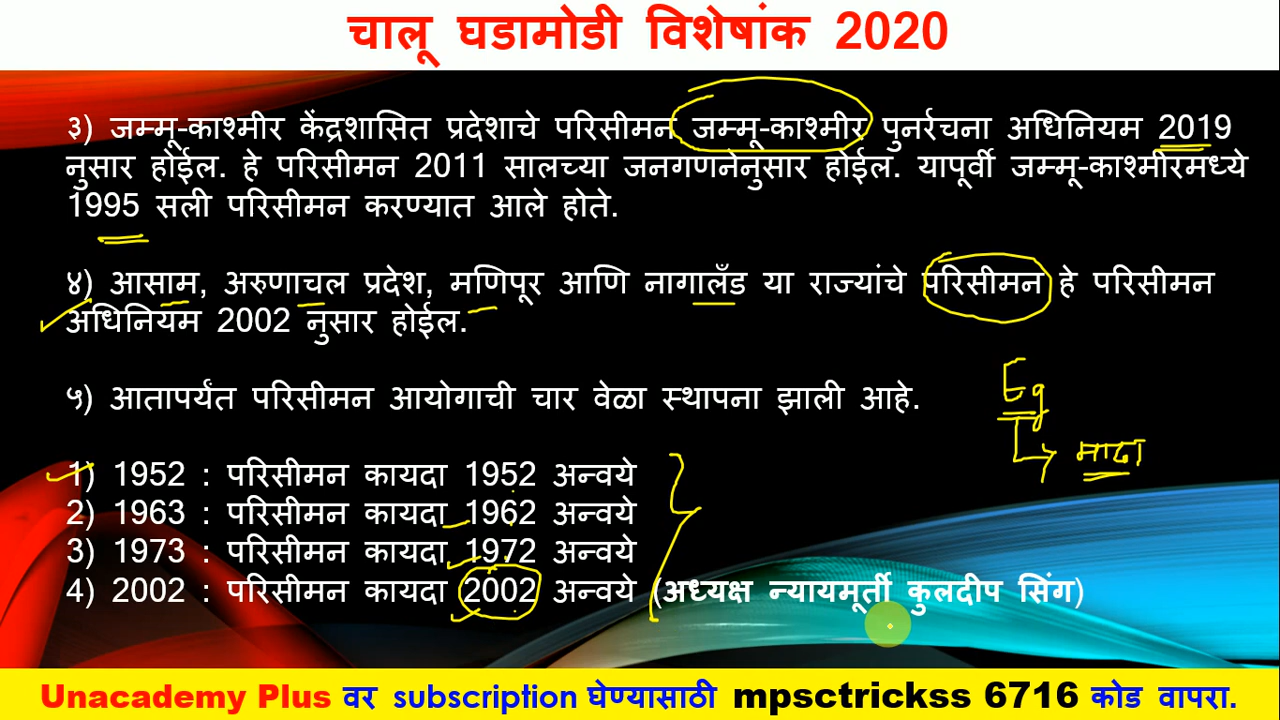 चालू घडामोडी विशेषांक 2020
३) जम्मू-काश्मीर केंद्रशासित प्रदेशाचे परिसीमन जम्मू-काश्मीर पुनर्रचना अधिनियम 2019
नुसार होईल. हे परिसीमन 2011 सालच्या जनगणनेनुसार होईल. यापूर्वी जम्मू-काश्मीरमध्ये
1995 सली परिसीमन करण्यात आले होते.
४) आसाम, अरुणाचल प्रदेश, मणिपूर आणि नागालँड या राज्यांचे परिसीमन हे परिसीमन
अधिनियम 2002 नुसार होईल.
५) आतापर्यंत परिसीमन आयोगाची चार वेळा स्थापना झाली आहे.
Eg
माढा
1) 1952 : परिसीमन कायदा 1952 अन्वये
2) 1963 : परिसीमन कायदा 1962 अन्वये
3) 1973 : परिसीमन कायदा 1972 अन्वये
4) 2002 : परिसीमन कायदा 2002 अन्वये (अध्यक्ष न्यायमूर्ती कुलदीप सिंग)
Unacademy Plus वर subscription घेण्यासाठी mpsctrickss 6716 कोड वापरा.